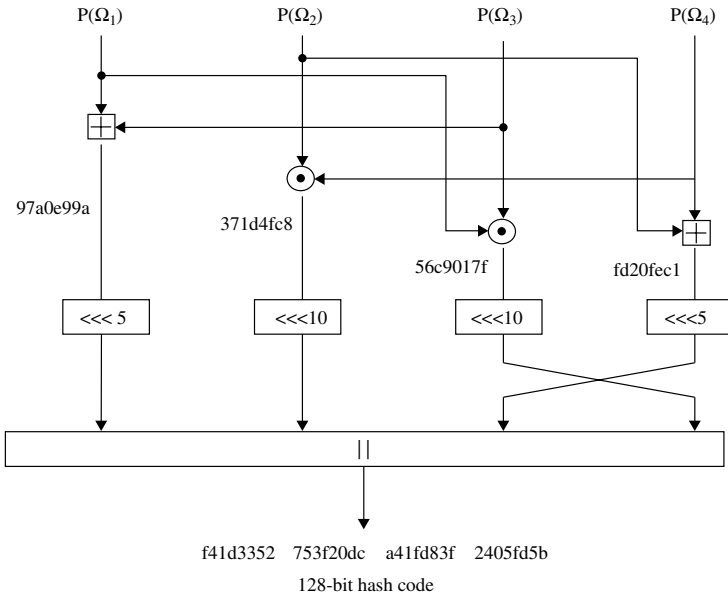 P(Ω₁) P(Ω₂) P(Ω₃) P(Ω₄)
97a0e99a
371d4fc8
56c9017f
fd20fec1
<<< 5 <<<10 <<<10 <<<5
||
f41d3352 753f20dc a41fd83f 2405fd5b
128-bit hash code